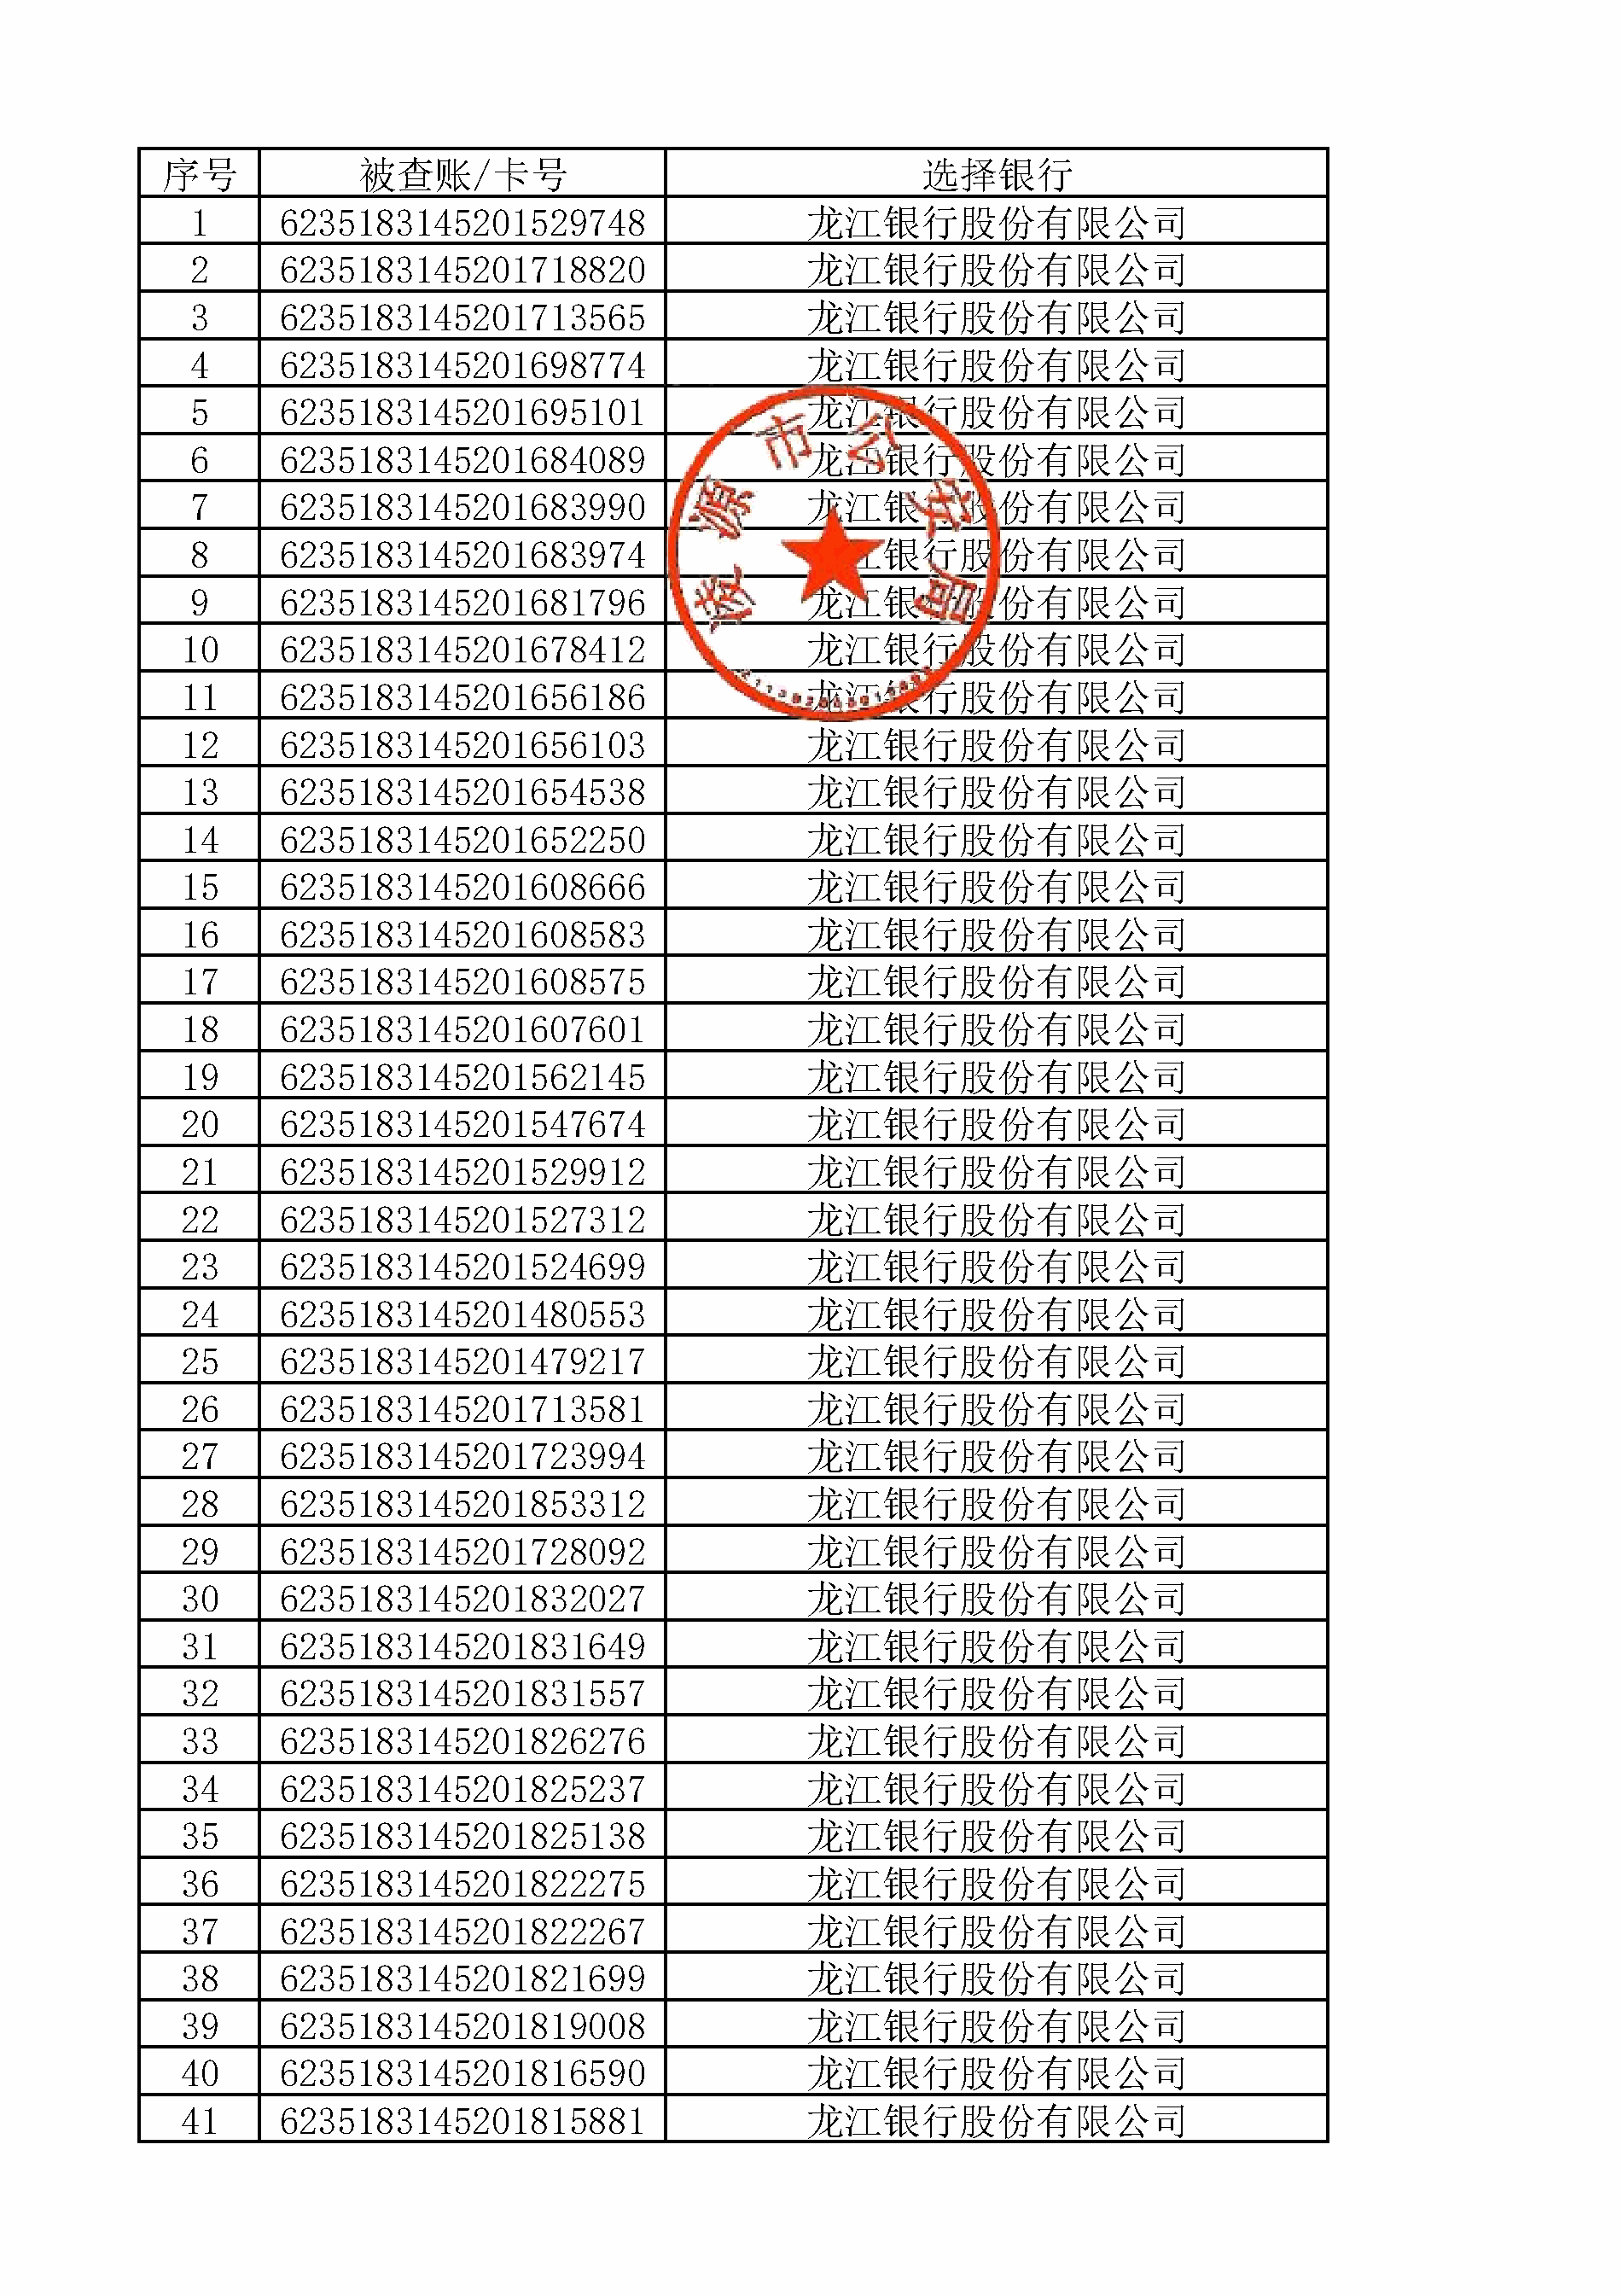 序号 被查账/卡号 选择银行
1 6235183145201529748 龙江银行股份有限公司
2 6235183145201718820 龙江银行股份有限公司
3 6235183145201713565 龙江银行股份有限公司
4 6235183145201698774 龙江银行股份有限公司
5 6235183145201695101 龙江银行股份有限公司
6 6235183145201684089 龙江银行股份有限公司
7 6235183145201683990 龙江银行股份有限公司
8 6235183145201683974 龙江银行股份有限公司
9 6235183145201681796 龙江银行股份有限公司
10 6235183145201678412 龙江银行股份有限公司
11 6235183145201656186 龙江银行股份有限公司
12 6235183145201656103 龙江银行股份有限公司
13 6235183145201654538 龙江银行股份有限公司
14 6235183145201652250 龙江银行股份有限公司
15 6235183145201608666 龙江银行股份有限公司
16 6235183145201608583 龙江银行股份有限公司
17 6235183145201608575 龙江银行股份有限公司
18 6235183145201607601 龙江银行股份有限公司
19 6235183145201562145 龙江银行股份有限公司
20 6235183145201547674 龙江银行股份有限公司
21 6235183145201529912 龙江银行股份有限公司
22 6235183145201527312 龙江银行股份有限公司
23 6235183145201524699 龙江银行股份有限公司
24 6235183145201480553 龙江银行股份有限公司
25 6235183145201479217 龙江银行股份有限公司
26 6235183145201713581 龙江银行股份有限公司
27 6235183145201723994 龙江银行股份有限公司
28 6235183145201853312 龙江银行股份有限公司
29 6235183145201728092 龙江银行股份有限公司
30 6235183145201832027 龙江银行股份有限公司
31 6235183145201831649 龙江银行股份有限公司
32 6235183145201831557 龙江银行股份有限公司
33 6235183145201826276 龙江银行股份有限公司
34 6235183145201825237 龙江银行股份有限公司
35 6235183145201825138 龙江银行股份有限公司
36 6235183145201822275 龙江银行股份有限公司
37 6235183145201822267 龙江银行股份有限公司
38 6235183145201821699 龙江银行股份有限公司
39 6235183145201819008 龙江银行股份有限公司
40 6235183145201816590 龙江银行股份有限公司
41 6235183145201815881 龙江银行股份有限公司
凌源市公安局